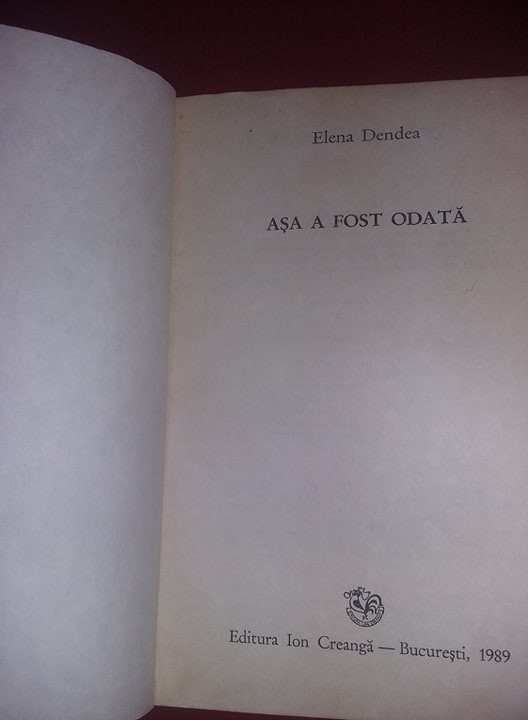 Elena Dendea
AȘA A FOST ODATĂ
Editura Ion Creangă — București, 1989